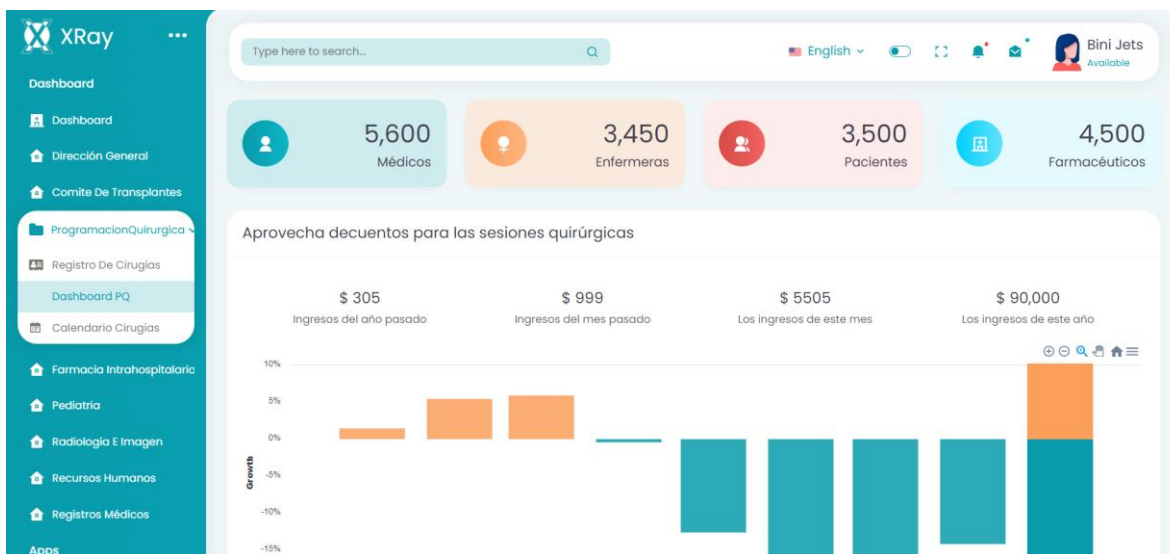 XRay
Dashboard
Dashboard
Dirección General
Comite De Transplantes
ProgramacionQuirurgica
Registro De Cirugias
Dashboard PQ
Calendario Cirugias
Farmacia Intrahospitalaria
Pediatria
Radiologia E Imagen
Recursos Humanos
Registros Médicos
Apps
Type here to search...
English
Bini Jets
Available
5,600
Médicos
3,450
Enfermeras
3,500
Pacientes
4,500
Farmacéuticos
Aprovecha decuentos para las sesiones quirúrgicas
$ 305
Ingresos del año pasado
$ 999
Ingresos del mes pasado
$ 5505
Los ingresos de este mes
$ 90,000
Los ingresos de este año
Growth
10%
5%
0%
-5%
-10%
-15%